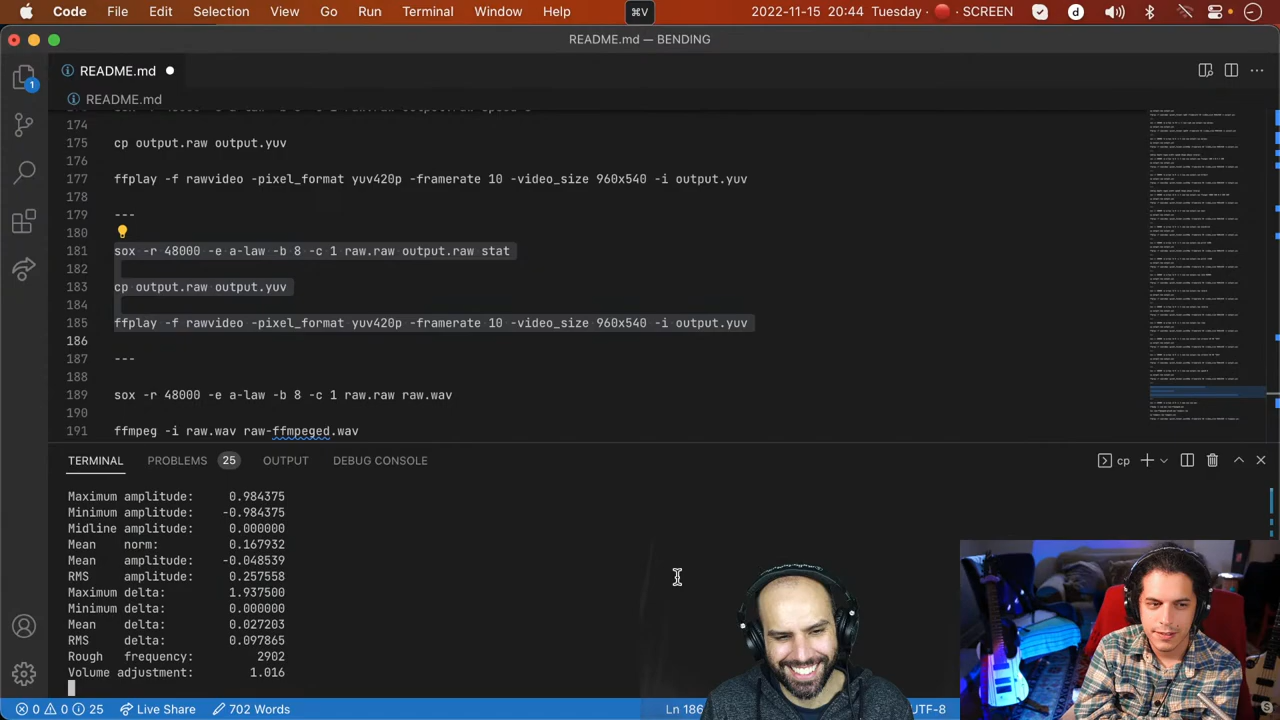 Code File Edit Selection View Go Run Terminal Window Help ⌘V 2022-11-15 20:44 Tuesday SCREEN
README.md — BENDING
README.md
README.md
174
175 cp output.raw output.yuv
176
177 ffplay -f rawvideo -pixel_format yuv420p -framerate 10 -video_size 960x540 -i output.yuv
178
179 ---
180
181 sox -r 48000 -e a-law -b 8 -c 1 raw.raw output.raw stat
182
183 cp output.raw output.yuv
184
185 ffplay -f rawvideo -pixel_format yuv420p -framerate 10 -video_size 960x540 -i output.yuv
186
187 ---
188
189 sox -r 48000 -e a-law -b 8 -c 1 raw.raw raw.wav
190
191 ffmpeg -i raw.wav raw-ffmpeged.wav
TERMINAL PROBLEMS 25 OUTPUT DEBUG CONSOLE cp
Maximum amplitude: 0.984375
Minimum amplitude: -0.984375
Midline amplitude: 0.000000
Mean norm: 0.167932
Mean amplitude: -0.048539
RMS amplitude: 0.257558
Maximum delta: 1.937500
Minimum delta: 0.000000
Mean delta: 0.027203
RMS delta: 0.097865
Rough frequency: 2902
Volume adjustment: 1.016
0 0 25 Live Share 702 Words Ln 186 UTF-8